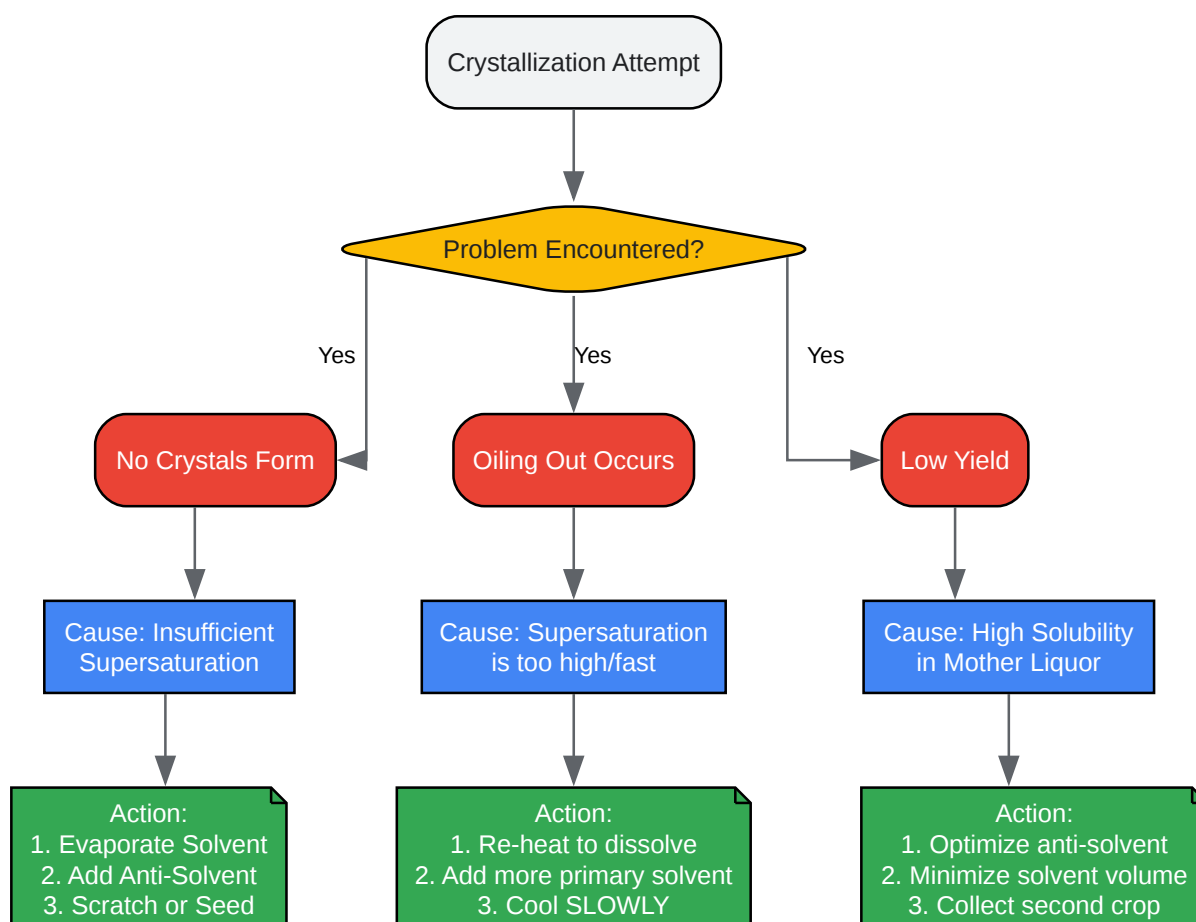 Crystallization Attempt
Problem Encountered?
Yes
Yes
Yes
No Crystals Form
Oiling Out Occurs
Low Yield
Cause: Insufficient
Supersaturation
Cause: Supersaturation
is too high/fast
Cause: High Solubility
in Mother Liquor
Action:
1. Evaporate Solvent
2. Add Anti-Solvent
3. Scratch or Seed
Action:
1. Re-heat to dissolve
2. Add more primary solvent
3. Cool SLOWLY
Action:
1. Optimize anti-solvent
2. Minimize solvent volume
3. Collect second crop